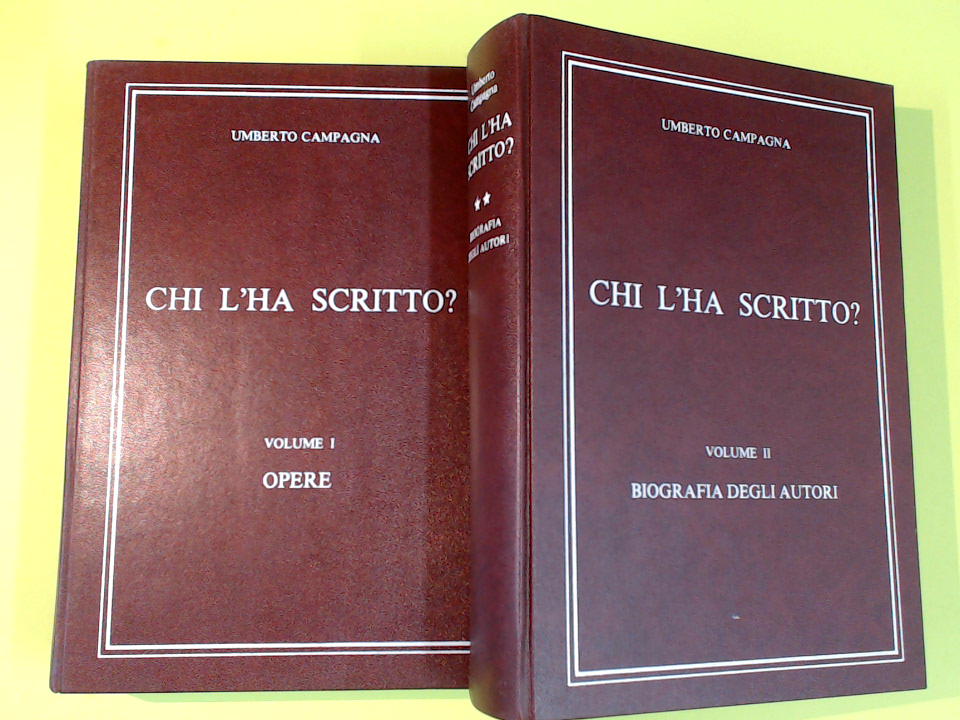 UMBERTO CAMPAGNA
CHI L'HA SCRITTO?
VOLUME I
OPERE
Umberto
Campagna
CHI L'HA
SCRITTO?
BIOGRAFIA
DEGLI AUTORI
UMBERTO CAMPAGNA
CHI L'HA SCRITTO?
VOLUME II
BIOGRAFIA DEGLI AUTORI